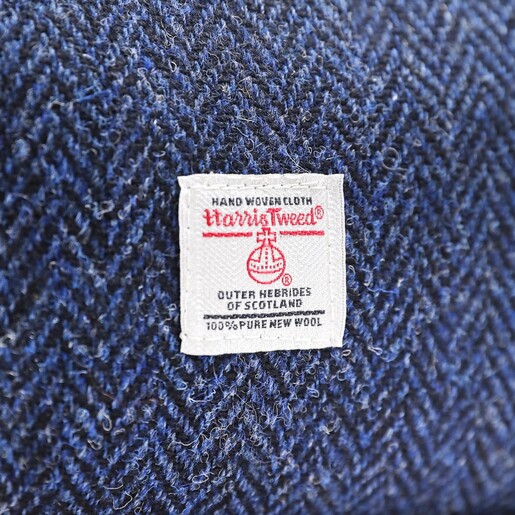 HAND WOVEN CLOTH
Harris Tweed®
®
OUTER HEBRIDES
OF SCOTLAND
100% PURE NEW WOOL